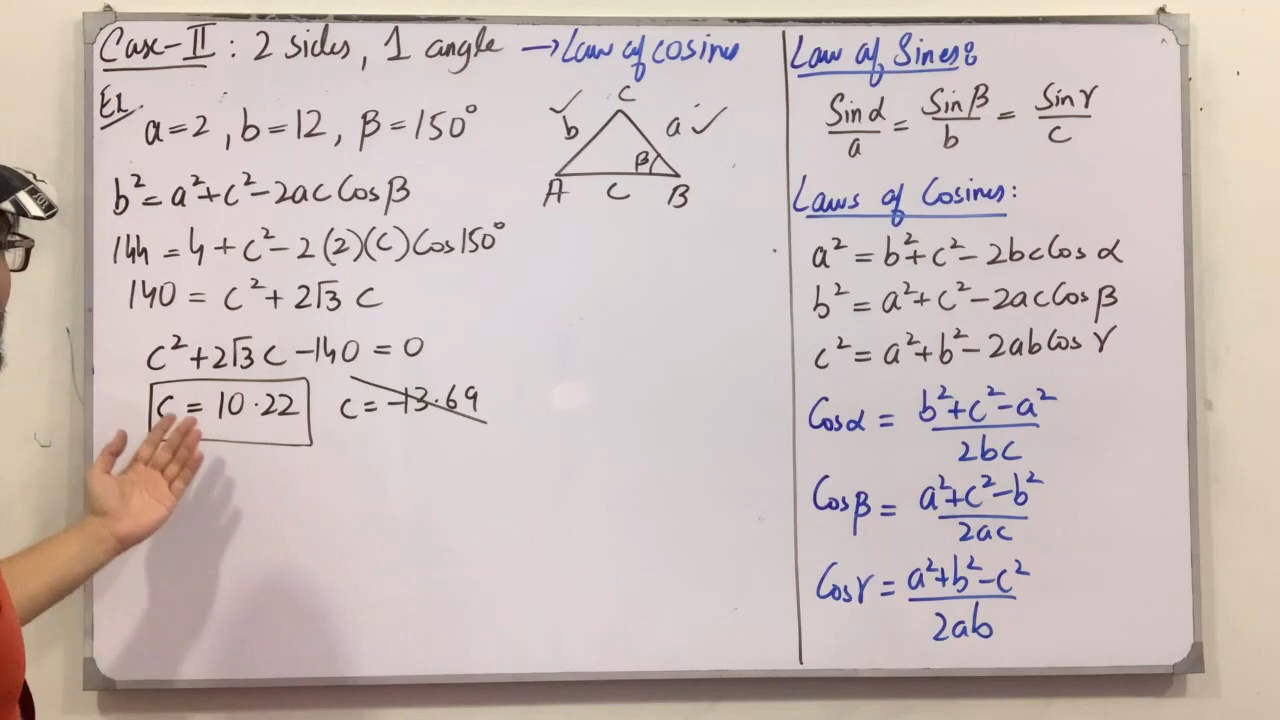 Case-II : 2 sides, 1 angle → Law of cosines
Ex
a=2, b=12, β=150°
b²=a²+c²-2ac Cos β
144 = 4 + c² - 2(2)(c) Cos 150°
140 = c² + 2√3 c
c² + 2√3 c - 140 = 0
c = 10.22 c = -13.69
C
b a
β
A c B
Law of Sines:
Sin α / a = Sin β / b = Sin γ / c
Laws of Cosines:
a² = b²+c²-2bc Cos α
b² = a²+c²-2ac Cos β
c² = a²+b²-2ab Cos γ
Cos α = b²+c²-a² / 2bc
Cos β = a²+c²-b² / 2ac
Cos γ = a²+b²-c² / 2ab